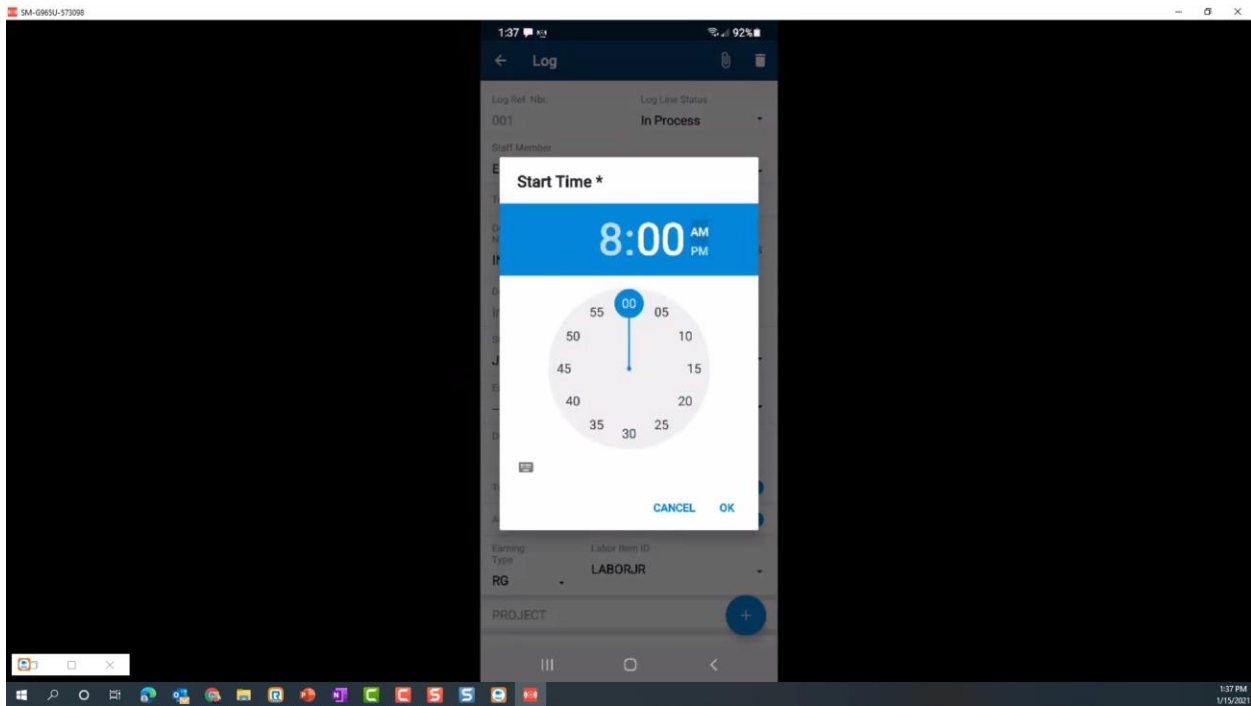 SM-G965U-573098
1:37 92%
Log
Log Ref. Nbr. Log Line Status
001 In Process
Staff Member
E
Start Time *
8:00 AM
PM
00
55 05
50 10
45 15
40 20
35 25
30
CANCEL OK
Earning Labor Item ID
Type
LABORJR
RG
PROJECT
1:37 PM
1/15/2021